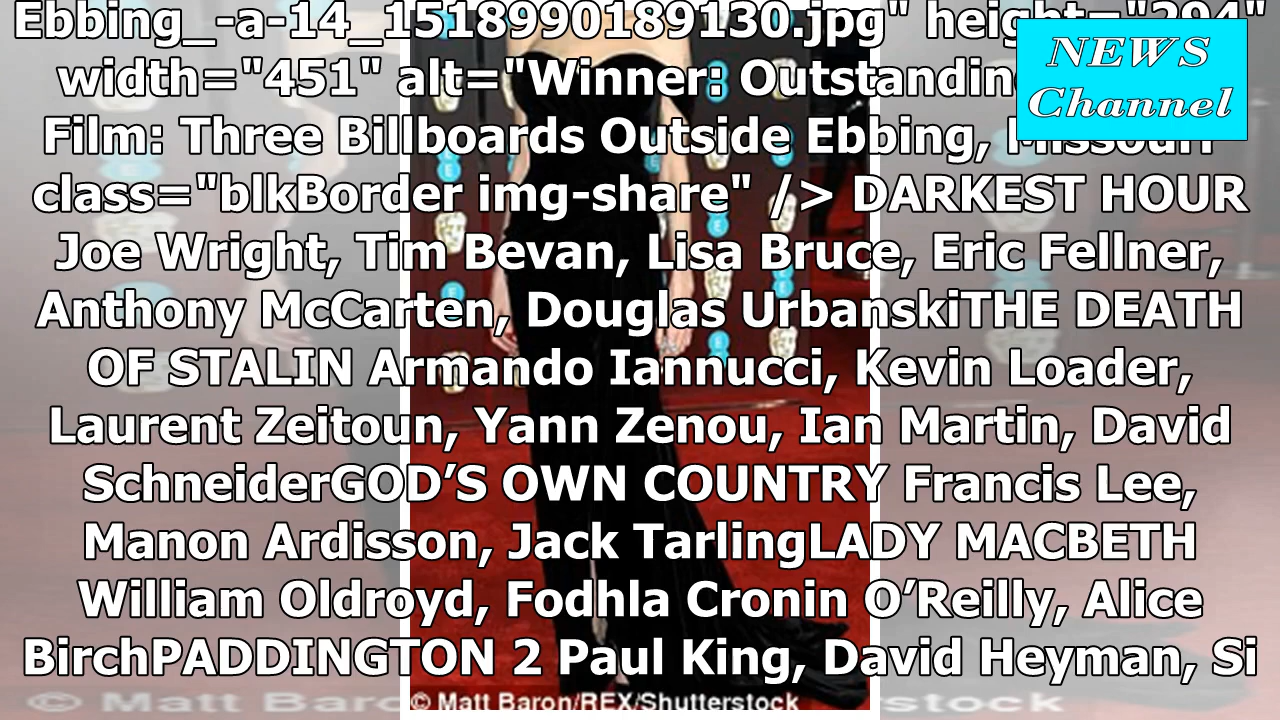 Ebbing_-a-14_1518990189130.jpg" height="294"
NEWS
Channel
width="451" alt="Winner: Outstanding
Film: Three Billboards Outside Ebbing, Missouri
class="blkBorder img-share" /> DARKEST HOUR
Joe Wright, Tim Bevan, Lisa Bruce, Eric Fellner,
Anthony McCarten, Douglas UrbanskiTHE DEATH
OF STALIN Armando Iannucci, Kevin Loader,
Laurent Zeitoun, Yann Zenou, Ian Martin, David
SchneiderGOD’S OWN COUNTRY Francis Lee,
Manon Ardisson, Jack TarlingLADY MACBETH
William Oldroyd, Fodhla Cronin O’Reilly, Alice
BirchPADDINGTON 2 Paul King, David Heyman, Si
© Matt Baron/REX/Shutterstock